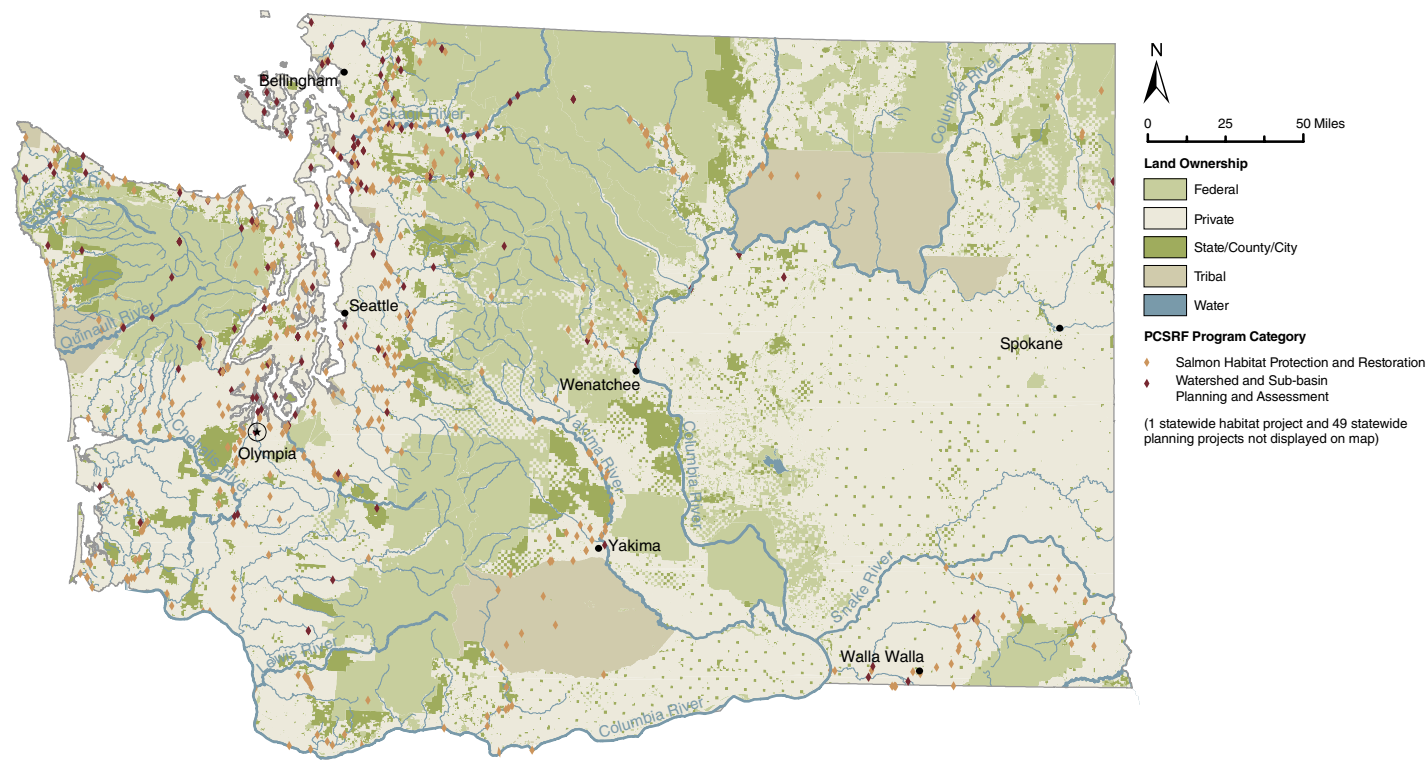 Bellingham
Skagit River
Columbia River
Quinault River
Seattle
Spokane
Wenatchee
Chehalis River
Olympia
Yakima River
Columbia River
Yakima
Snake River
Lewis River
Walla Walla
Columbia River
N
0 25 50 Miles
Land Ownership
Federal
Private
State/County/City
Tribal
Water
PCSRF Program Category
Salmon Habitat Protection and Restoration
Watershed and Sub-basin
Planning and Assessment
(1 statewide habitat project and 49 statewide
planning projects not displayed on map)